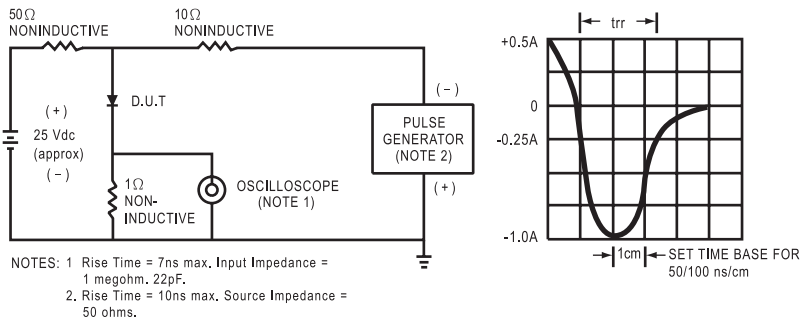 50Ω
NONINDUCTIVE
10Ω
NONINDUCTIVE
(+)
25 Vdc
(approx)
(-)
D.U.T
1Ω
NON-
INDUCTIVE
OSCILLOSCOPE
(NOTE 1)
(-)
PULSE
GENERATOR
(NOTE 2)
(+)
NOTES: 1 Rise Time = 7ns max. Input Impedance =
1 megohm. 22pF.
2. Rise Time = 10ns max. Source Impedance =
50 ohms.
trr
+0.5A
0
-0.25A
-1.0A
1cm
SET TIME BASE FOR
50/100 ns/cm